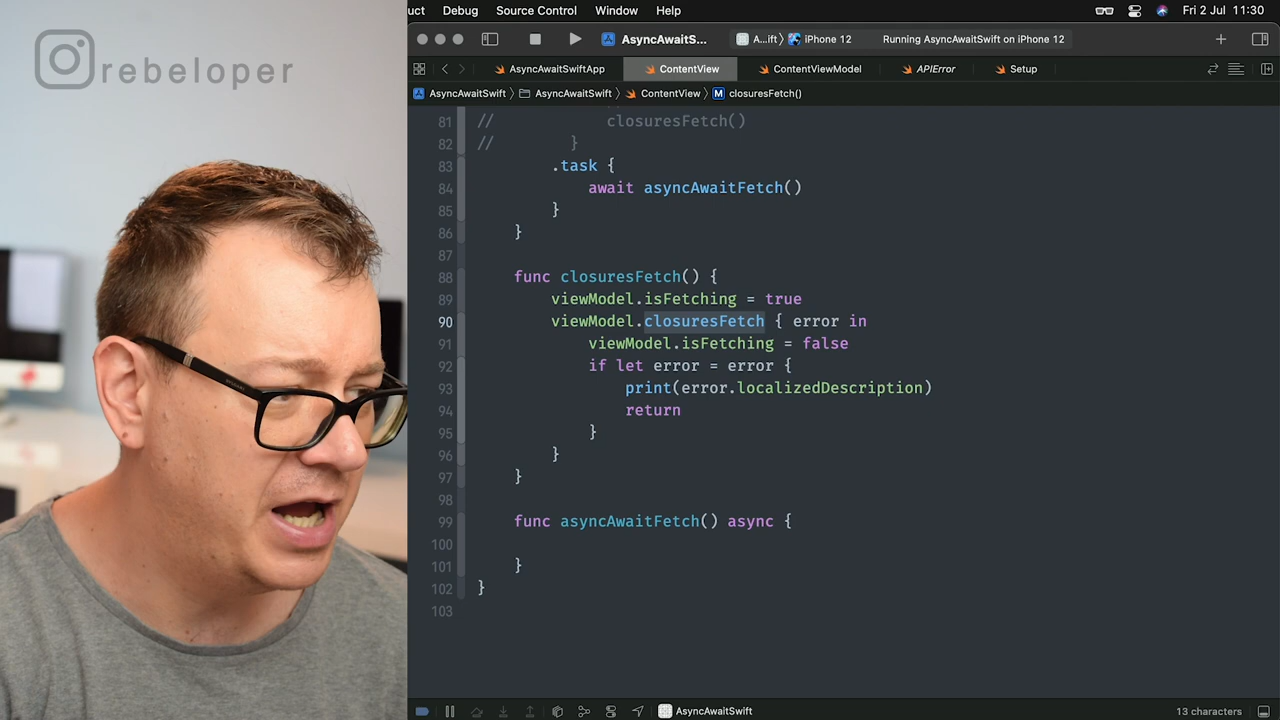 rebeloper
uct Debug Source Control Window Help Fri 2 Jul 11:30
AsyncAwaitS... A...ift〉 iPhone 12 Running AsyncAwaitSwift on iPhone 12
AsyncAwaitSwiftApp ContentView ContentViewModel APIError Setup
AsyncAwaitSwift 〉 AsyncAwaitSwift 〉 ContentView 〉 M closuresFetch()
81 // closuresFetch()
82 // }
83 .task {
84 await asyncAwaitFetch()
85 }
86 }
87
88 func closuresFetch() {
89 viewModel.isFetching = true
90 viewModel.closuresFetch { error in
91 viewModel.isFetching = false
92 if let error = error {
93 print(error.localizedDescription)
94 return
95 }
96 }
97 }
98
99 func asyncAwaitFetch() async {
100
101 }
102 }
103
AsyncAwaitSwift 13 characters